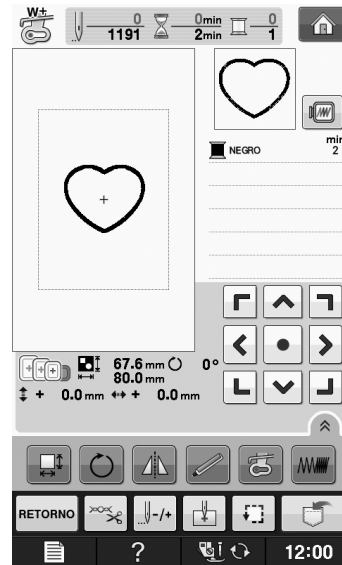 W+
0 0min 0
1191 2min 1
min
NEGRO 2
67.6 mm 0°
80.0 mm
+ 0.0 mm + 0.0 mm
RETORNO -/+
? 12:00